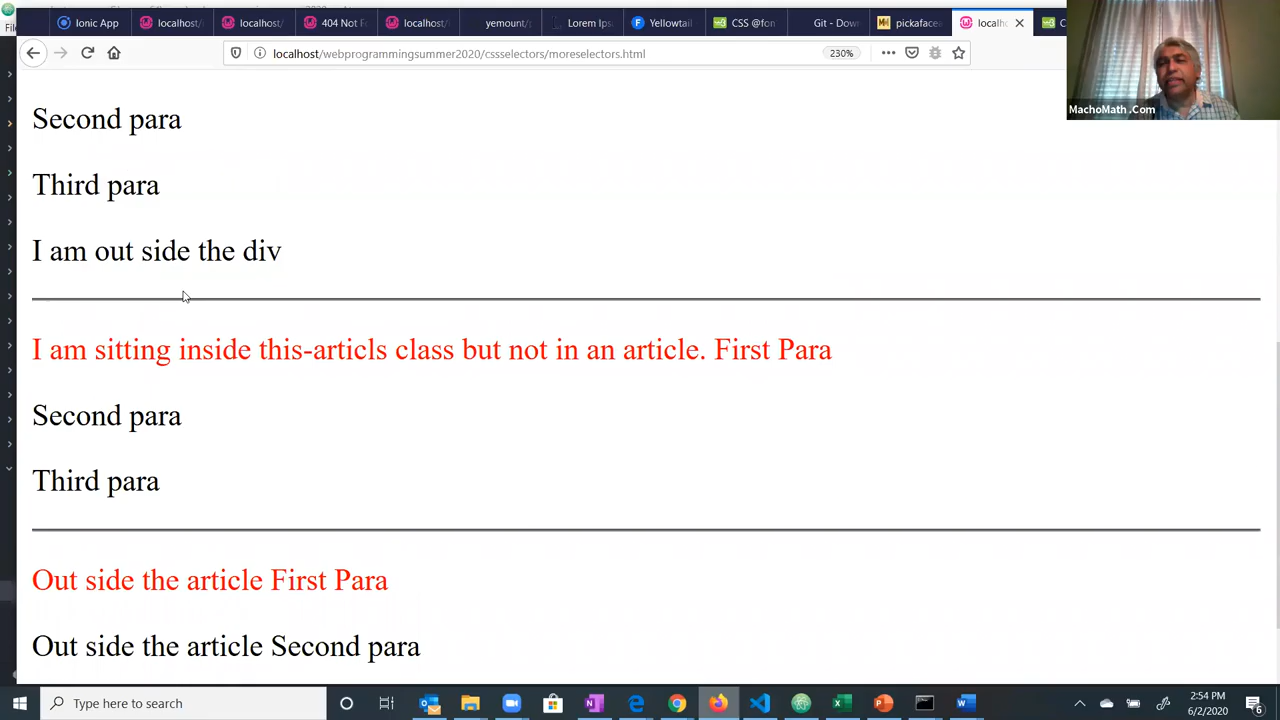 Ionic App
localhost/
localhost/
404 Not F
localhost/
yemount/
Lorem Ips
Yellowtail
CSS @fon
Git - Dow
pickafacea
localh
C
Fil
localhost/webprogrammingsummer2020/cssselectors/moreselectors.html
230%
MachoMath .Com
Second para
Third para
I am out side the div
I am sitting inside this-articls class but not in an article. First Para
Second para
Third para
Out side the article First Para
Out side the article Second para
Type here to search
2:54 PM
6/2/2020
6